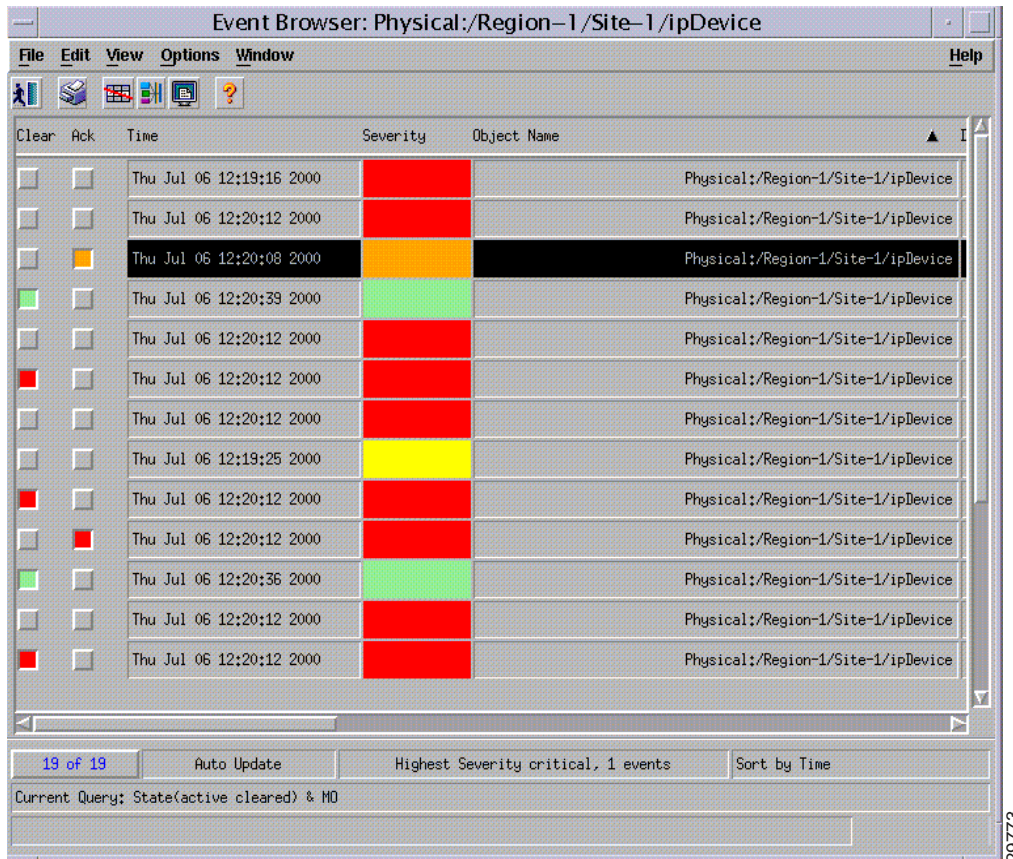 Event Browser: Physical:/Region-1/Site-1/ipDevice
File Edit View Options Window Help
Clear Ack Time Severity Object Name
Thu Jul 06 12:19:16 2000 Physical:/Region-1/Site-1/ipDevice
Thu Jul 06 12:20:12 2000 Physical:/Region-1/Site-1/ipDevice
Thu Jul 06 12:20:08 2000 Physical:/Region-1/Site-1/ipDevice
Thu Jul 06 12:20:39 2000 Physical:/Region-1/Site-1/ipDevice
Thu Jul 06 12:20:12 2000 Physical:/Region-1/Site-1/ipDevice
Thu Jul 06 12:20:12 2000 Physical:/Region-1/Site-1/ipDevice
Thu Jul 06 12:20:12 2000 Physical:/Region-1/Site-1/ipDevice
Thu Jul 06 12:19:25 2000 Physical:/Region-1/Site-1/ipDevice
Thu Jul 06 12:20:12 2000 Physical:/Region-1/Site-1/ipDevice
Thu Jul 06 12:20:12 2000 Physical:/Region-1/Site-1/ipDevice
Thu Jul 06 12:20:36 2000 Physical:/Region-1/Site-1/ipDevice
Thu Jul 06 12:20:12 2000 Physical:/Region-1/Site-1/ipDevice
Thu Jul 06 12:20:12 2000 Physical:/Region-1/Site-1/ipDevice
19 of 19 Auto Update Highest Severity critical, 1 events Sort by Time
Current Query: State(active cleared) & MO